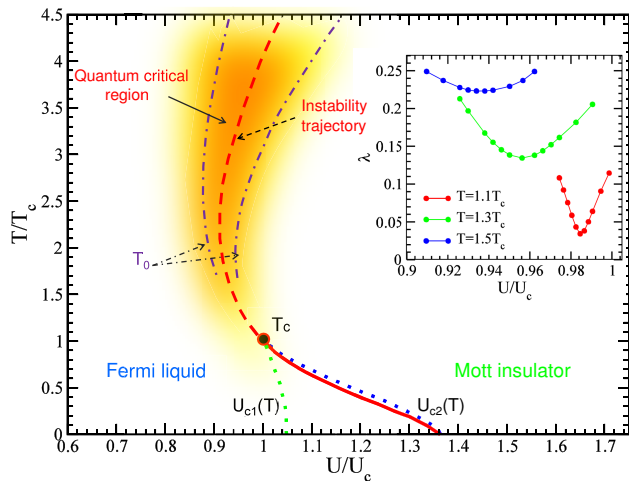 4.5
4
3.5
3
2.5
2
1.5
1
0.5
0
T/T_c
0.6
0.7
0.8
0.9
1
1.1
1.2
1.3
1.4
1.5
1.6
1.7
U/U_c
Quantum critical
region
Instability
trajectory
T_0
T_c
Fermi liquid
Mott insulator
U_c1(T)
U_c2(T)
0.25
0.2
0.15
0.1
0.05
0
λ
T=1.1T_c
T=1.3T_c
T=1.5T_c
0.9
0.92
0.94
0.96
0.98
1
U/U_c